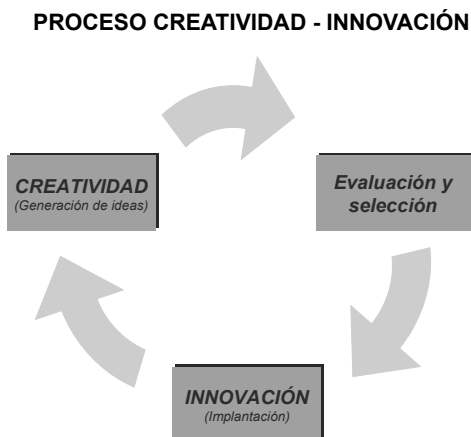 PROCESO CREATIVIDAD - INNOVACIÓN
CREATIVIDAD
(Generación de ideas)
Evaluación y
selección
INNOVACIÓN
(Implantación)